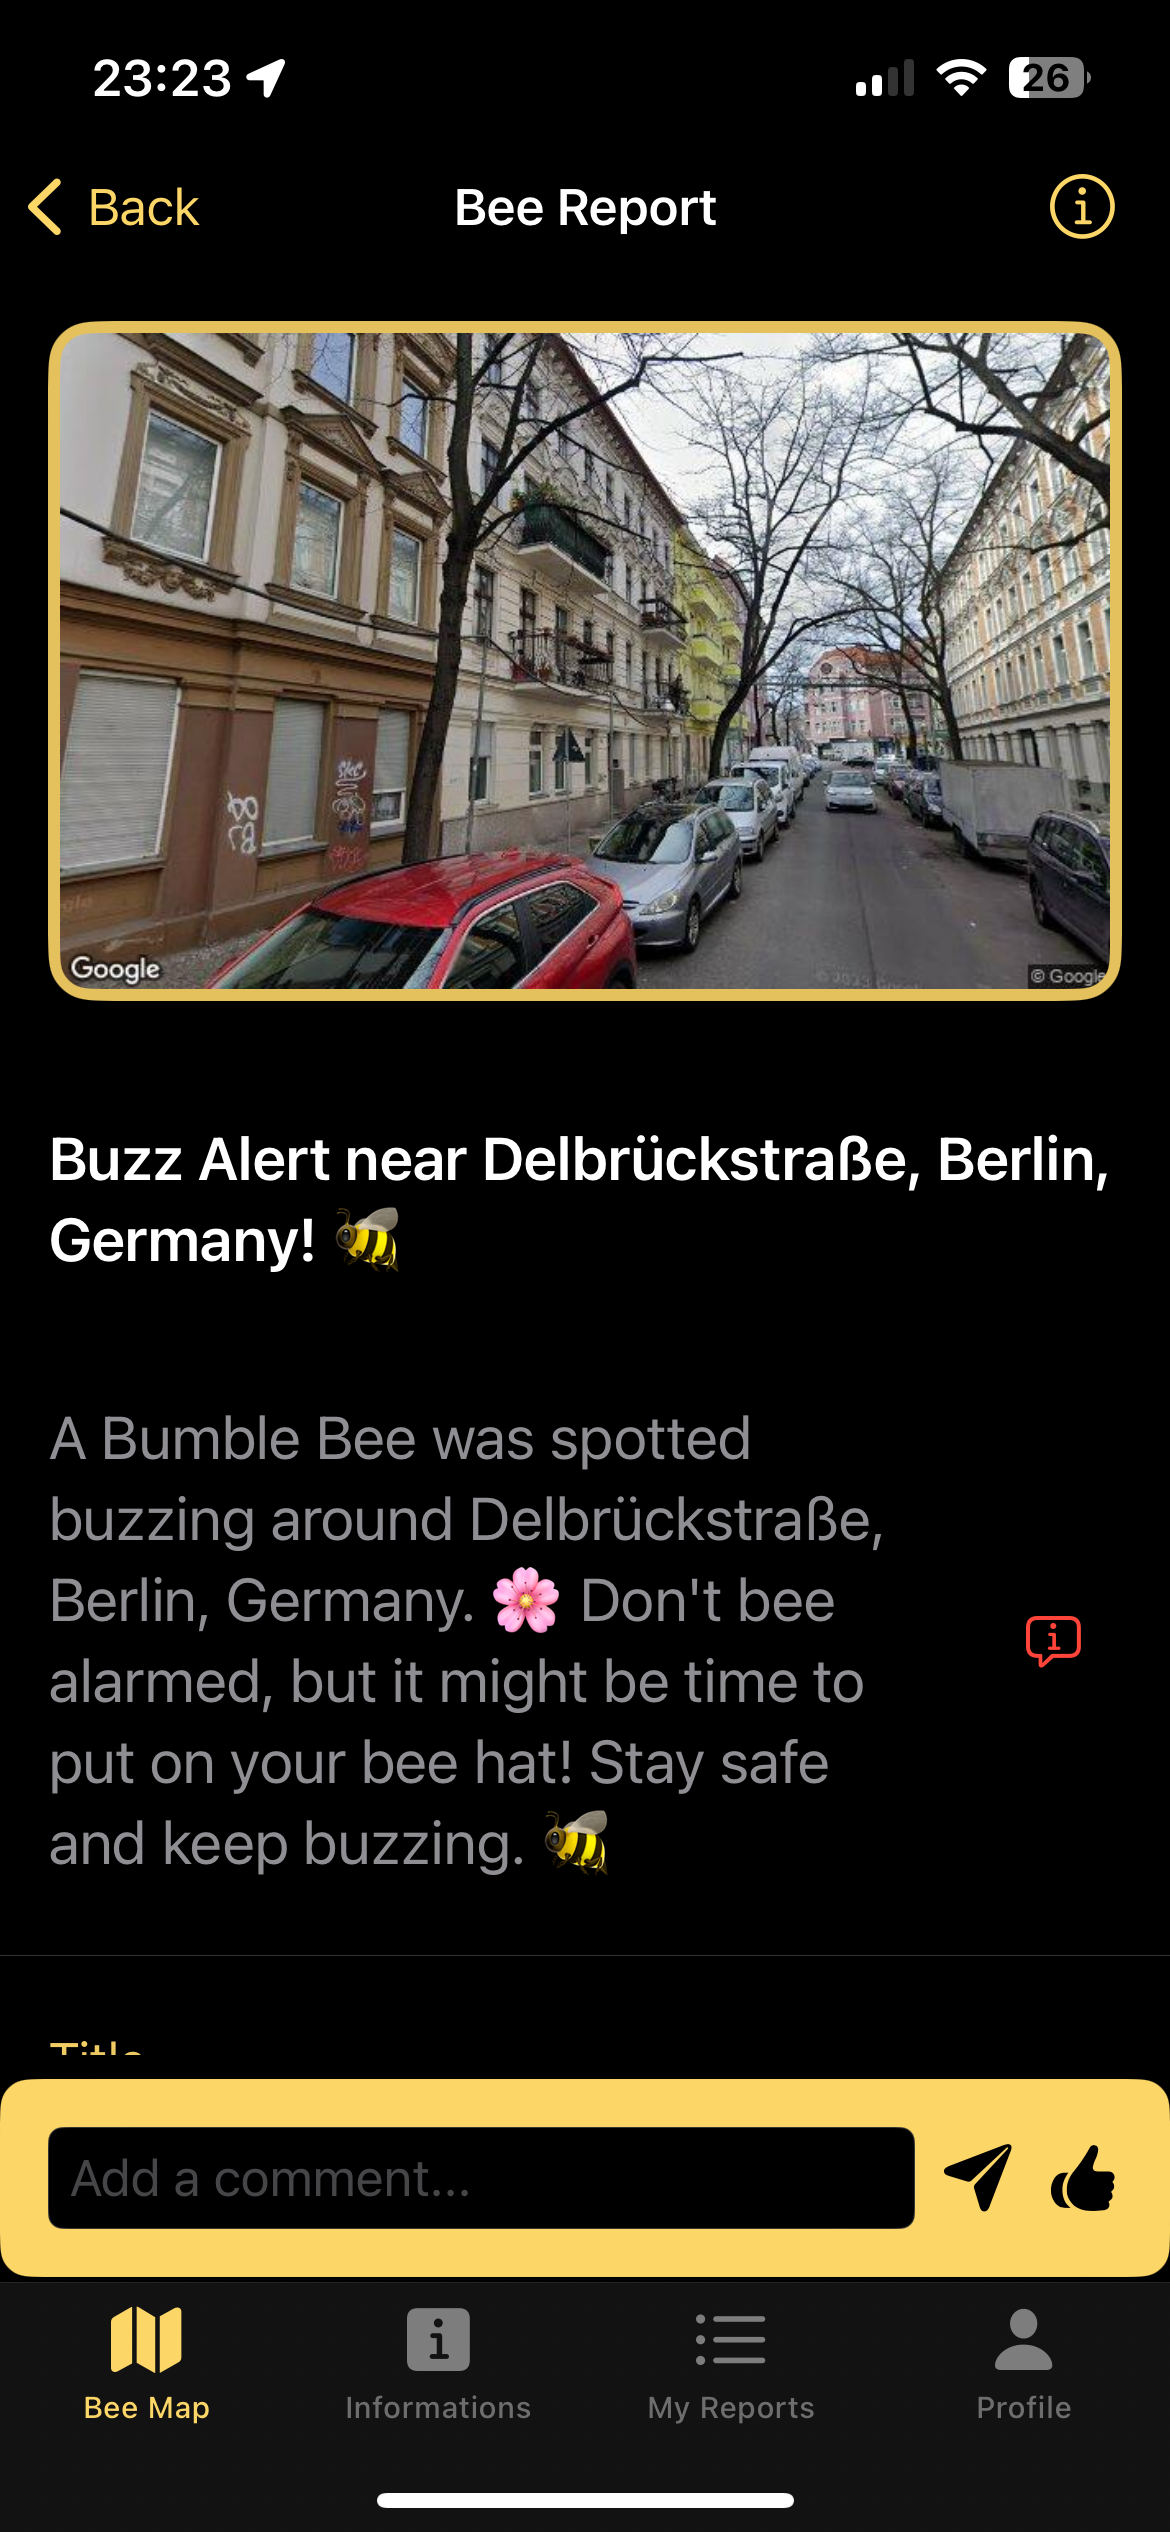 23:23
26
Back
Bee Report
Google
© Google
Buzz Alert near Delbrückstraße, Berlin,
Germany! 🐝
A Bumble Bee was spotted
buzzing around Delbrückstraße,
Berlin, Germany. 🌸 Don't bee
alarmed, but it might be time to
put on your bee hat! Stay safe
and keep buzzing. 🐝
Title
Add a comment...
Bee Map
Informations
My Reports
Profile